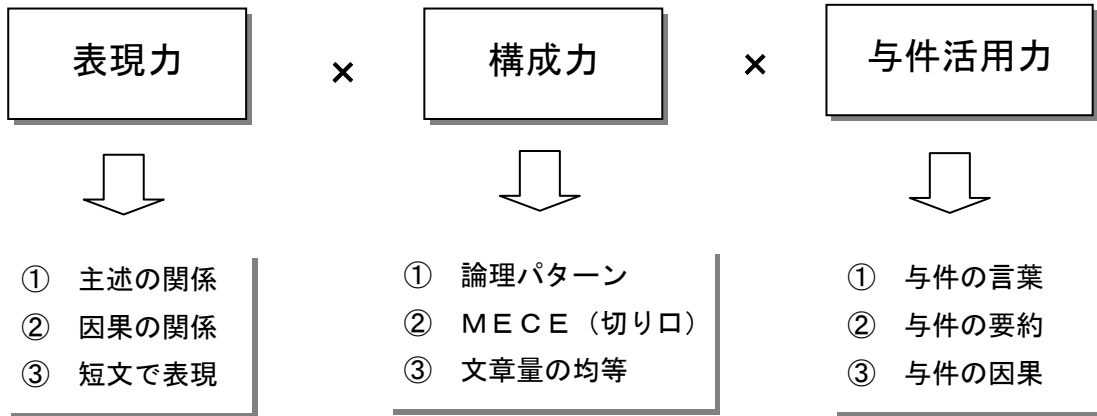 表現力
×
構成力
×
与件活用力
① 主述の関係
② 因果の関係
③ 短文で表現
① 論理パターン
② ＭＥＣＥ（切り口）
③ 文章量の均等
① 与件の言葉
② 与件の要約
③ 与件の因果